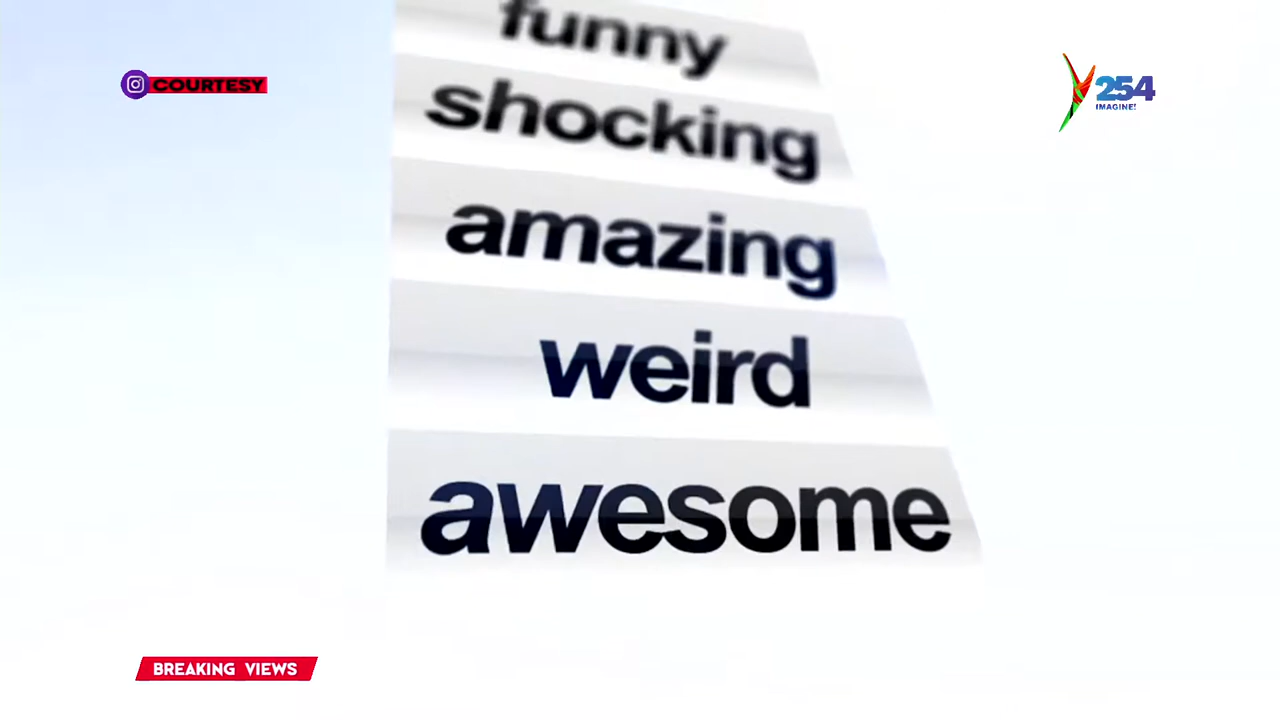 funny
COURTESY
shocking
254
IMAGINE!
amazing
weird
awesome
BREAKING VIEWS